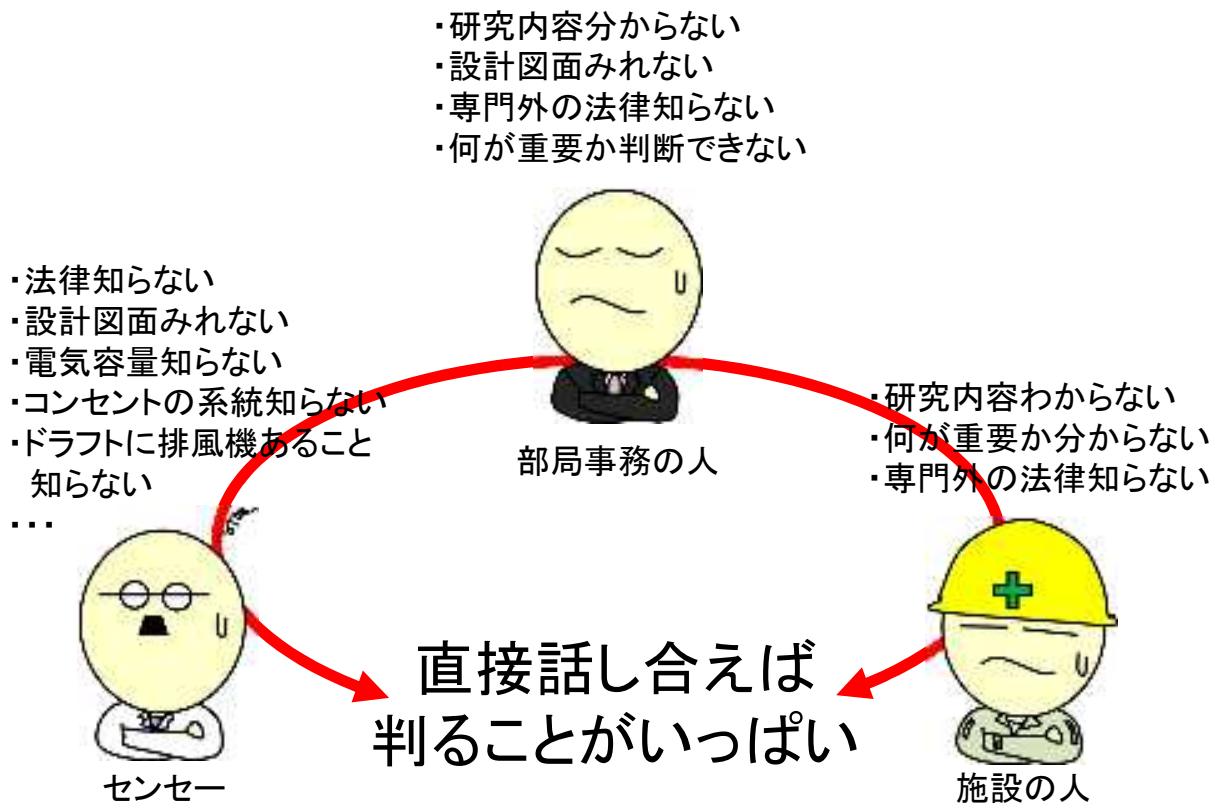 ・研究内容分からない
・設計図面みれない
・専門外の法律知らない
・何が重要か判断できない
・法律知らない
・設計図面みれない
・電気容量知らない
・コンセントの系統知らない
・ドラフトに排風機あること
知らない
・・・
部局事務の人
・研究内容わからない
・何が重要か分からない
・専門外の法律知らない
直接話し合えば
判ることがいっぱい
センセー
施設の人